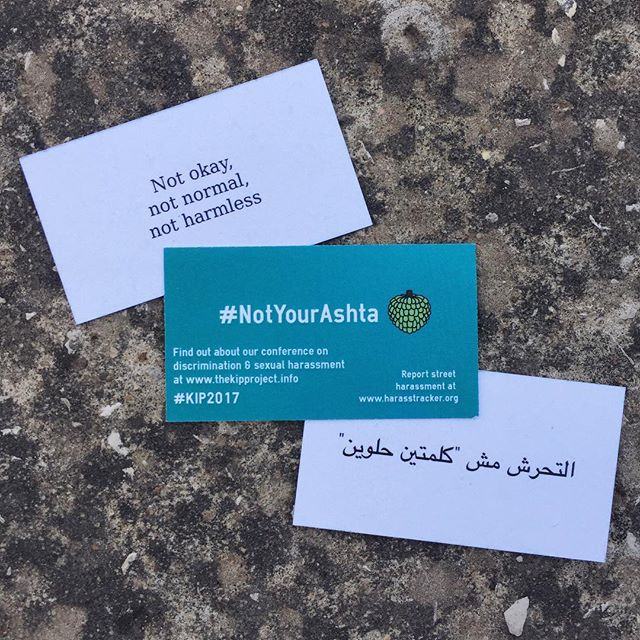 Not okay,
not normal,
not harmless
#NotYourAshta
Find out about our conference on
discrimination & sexual harassment
at www.thekipproject.info
#KIP2017
Report street
harassment at
www.harasstracker.org
التحرش مش "كلمتين حلوين"